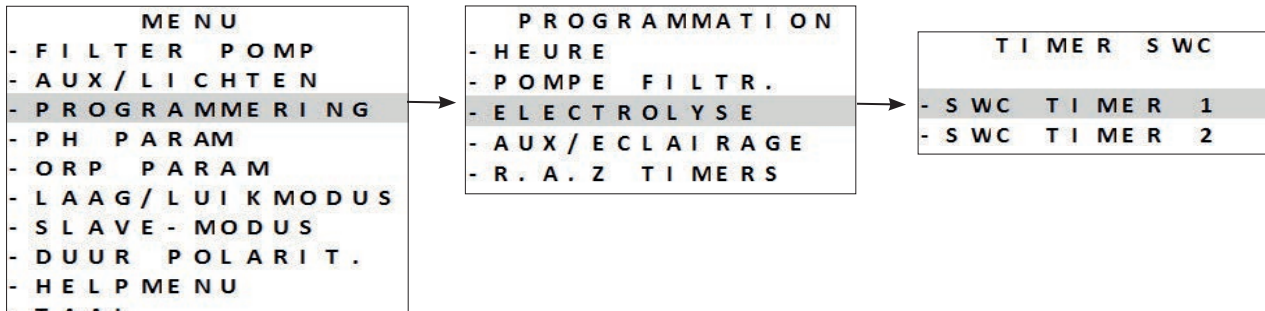 MENU
- FILTER POMP
- AUX/LICHTEN
- PROGRAMMERING
- PH PARAM
- ORP PARAM
- LAAG/LUIKMODUS
- SLAVE-MODUS
- DUUR POLARIT.
- HELPMENU
PROGRAMMATION
- HEURE
- POMPE FILTR.
- ELECTROLYSE
- AUX/ECLAIRAGE
- R.A.Z TIMERS
TIMER SWC
- SWC TIMER 1
- SWC TIMER 2